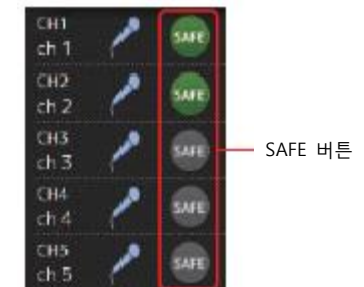 CH1
ch 1
SAFE
CH2
ch 2
SAFE
CH3
ch 3
SAFE
SAFE 버튼
CH4
ch 4
SAFE
CH5
ch 5
SAFE